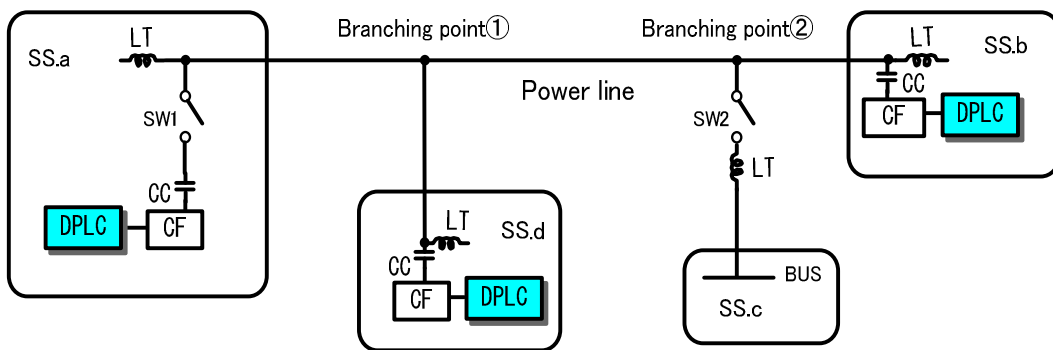 SS.a
LT
SW1
CC
DPLC
CF
Branching point①
Power line
LT
SS.d
CC
CF
DPLC
Branching point②
SW2
LT
BUS
SS.c
SS.b
LT
CC
CF
DPLC